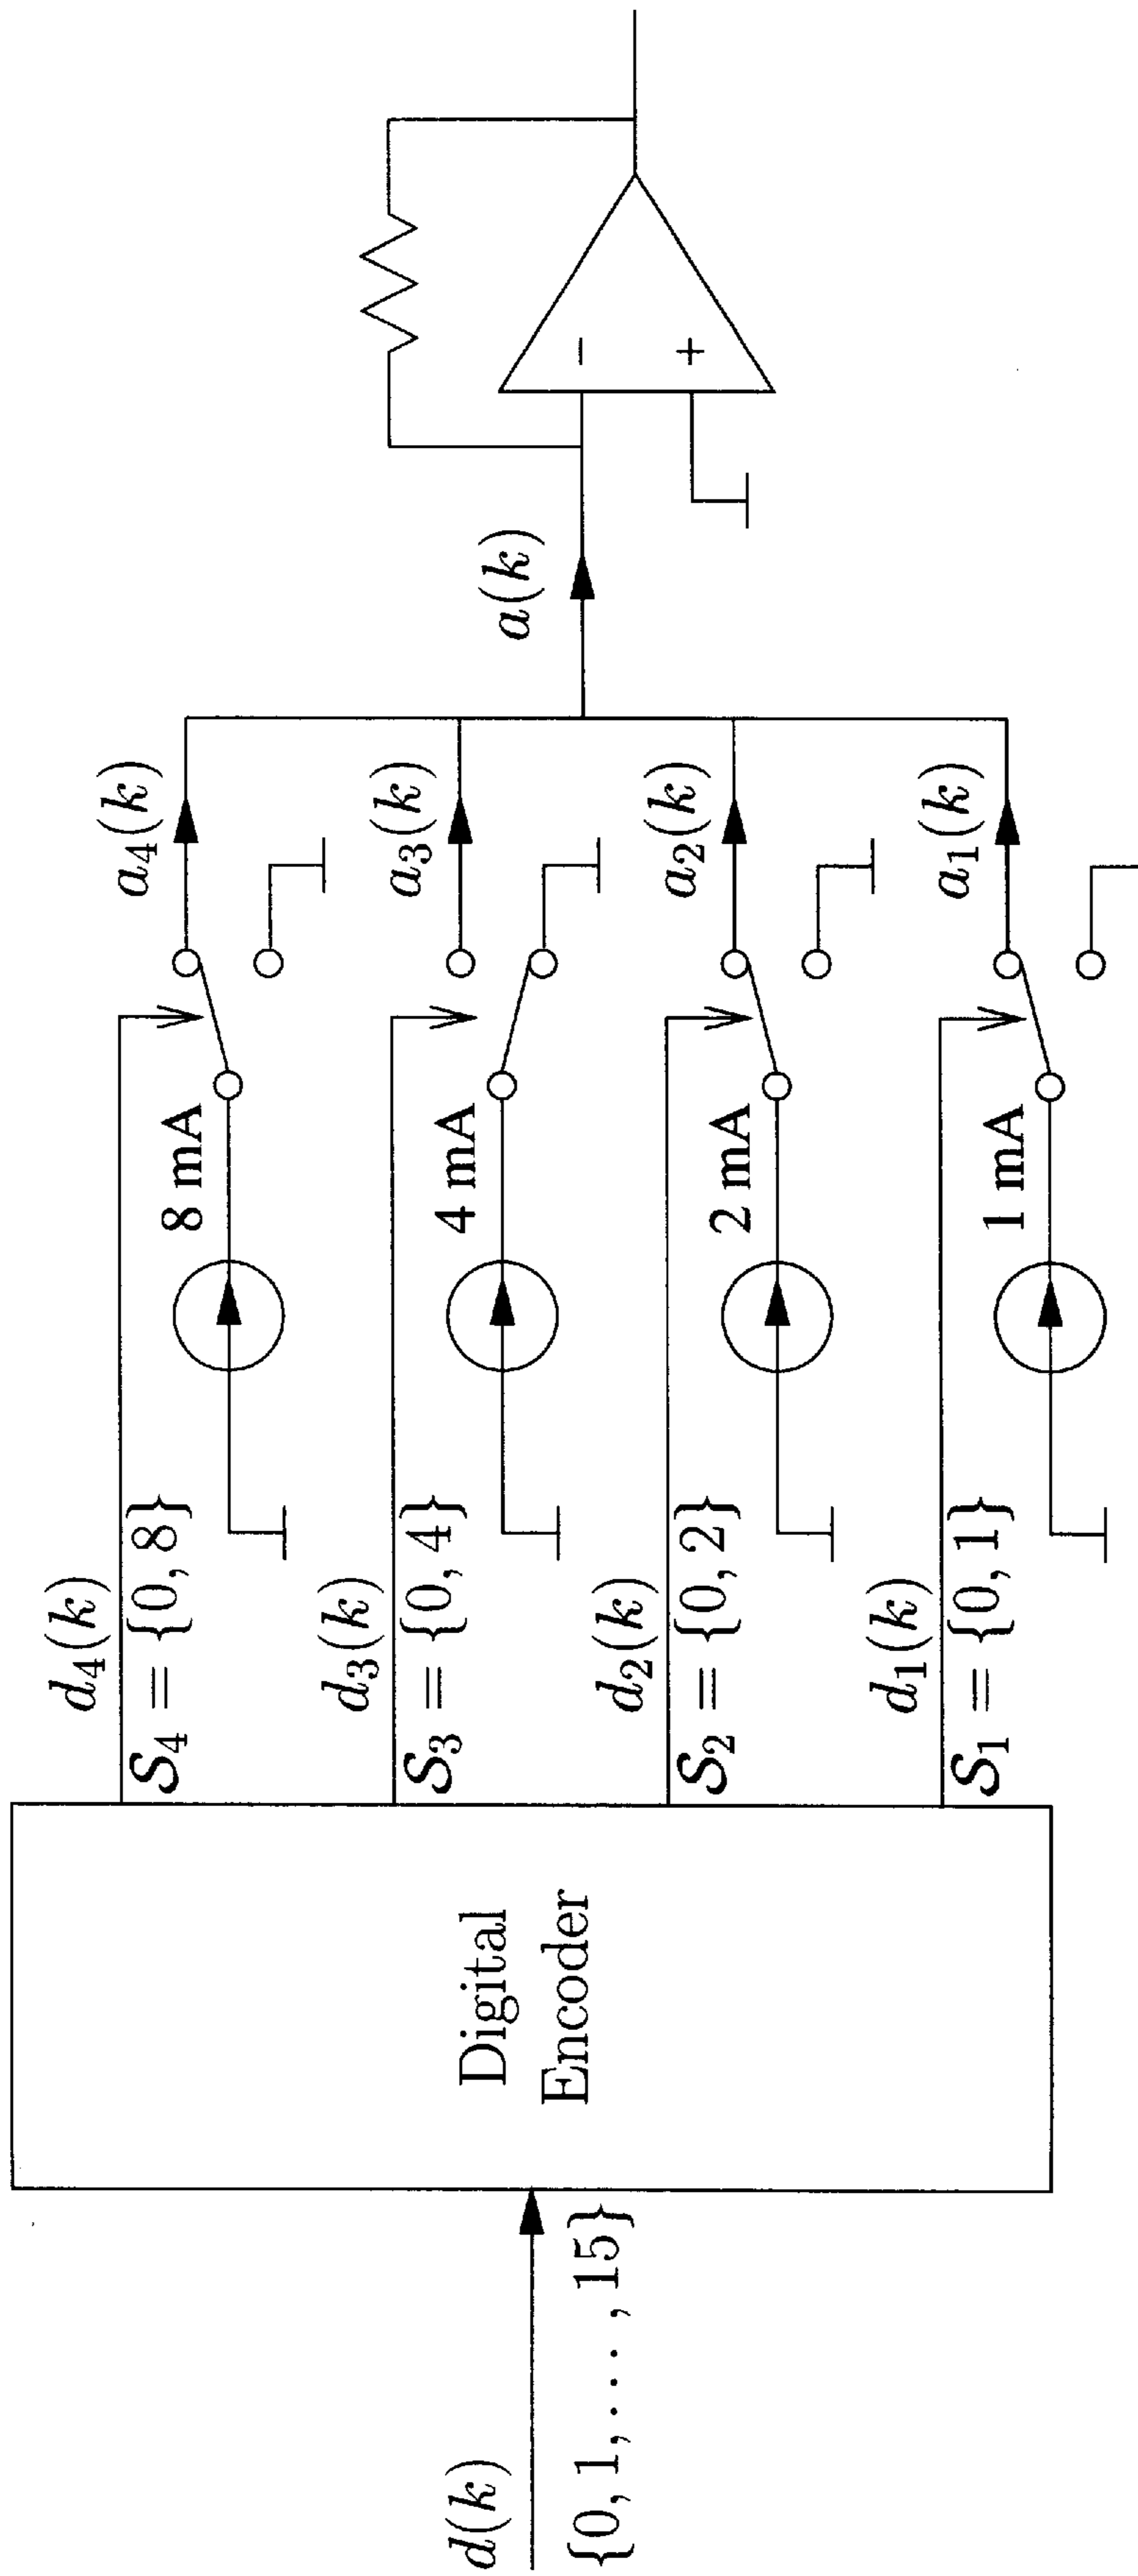 d(k)
{0, 1, . . . , 15}
Digital
Encoder
d₄(k)
𝒮₄ = {0, 8}
8 mA
a₄(k)
d₃(k)
𝒮₃ = {0, 4}
4 mA
a₃(k)
d₂(k)
𝒮₂ = {0, 2}
2 mA
a₂(k)
d₁(k)
𝒮₁ = {0, 1}
1 mA
a₁(k)
a(k)
−
+